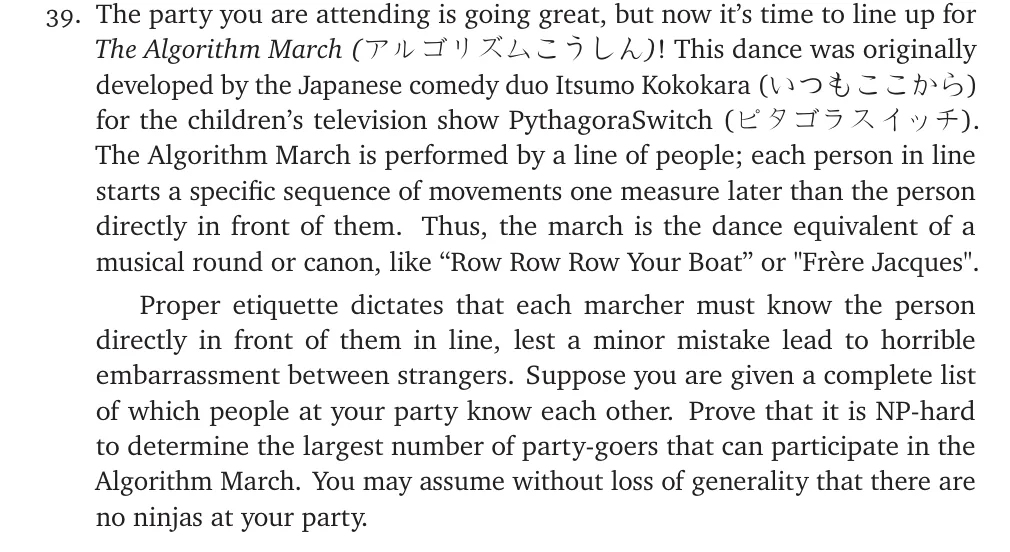 39. The party you are attending is going great, but now it’s time to line up for
The Algorithm March (アルゴリズムこうしん)! This dance was originally
developed by the Japanese comedy duo Itsumo Kokokara (いつもここから)
for the children’s television show PythagoraSwitch (ピタゴラスイッチ).
The Algorithm March is performed by a line of people; each person in line
starts a specific sequence of movements one measure later than the person
directly in front of them. Thus, the march is the dance equivalent of a
musical round or canon, like “Row Row Row Your Boat” or "Frère Jacques".
Proper etiquette dictates that each marcher must know the person
directly in front of them in line, lest a minor mistake lead to horrible
embarrassment between strangers. Suppose you are given a complete list
of which people at your party know each other. Prove that it is NP-hard
to determine the largest number of party-goers that can participate in the
Algorithm March. You may assume without loss of generality that there are
no ninjas at your party.